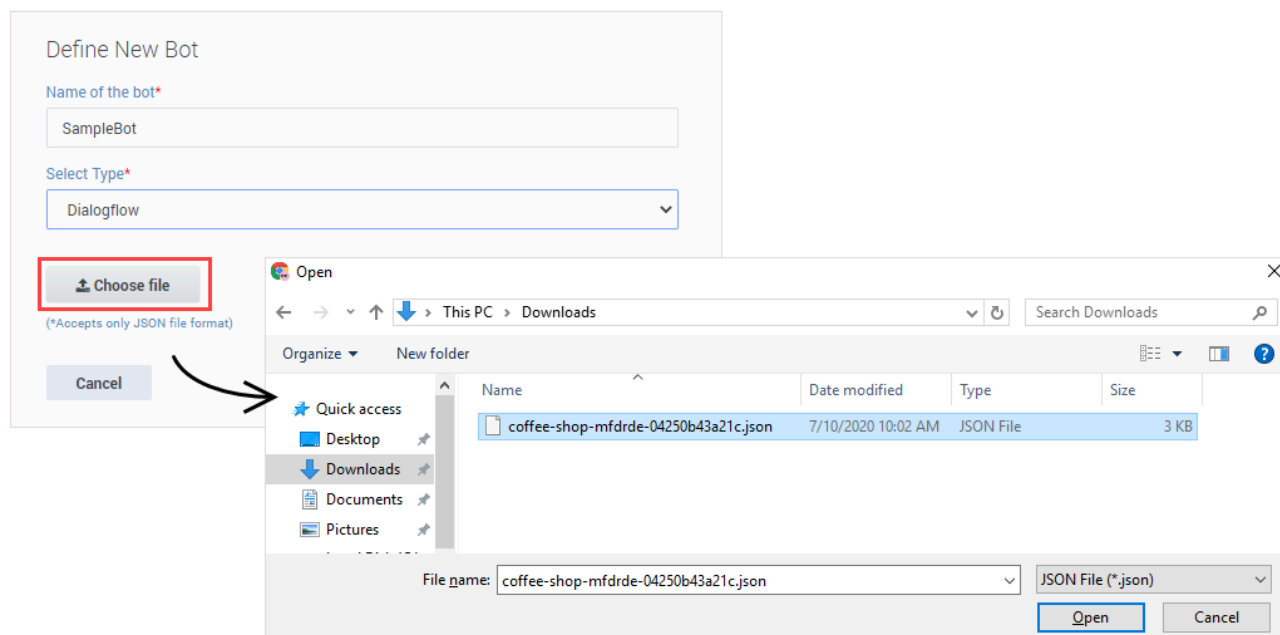 Define New Bot
Name of the bot*
SampleBot
Select Type*
Dialogflow
Choose file
(*Accepts only JSON file format)
Cancel
Open
This PC > Downloads
Search Downloads
Organize
New folder
Name
Date modified
Type
Size
Quick access
Desktop
Downloads
Documents
Pictures
coffee-shop-mfdrde-04250b43a21c.json 7/10/2020 10:02 AM JSON File 3 KB
File name: coffee-shop-mfdrde-04250b43a21c.json
JSON File (*.json)
Open
Cancel